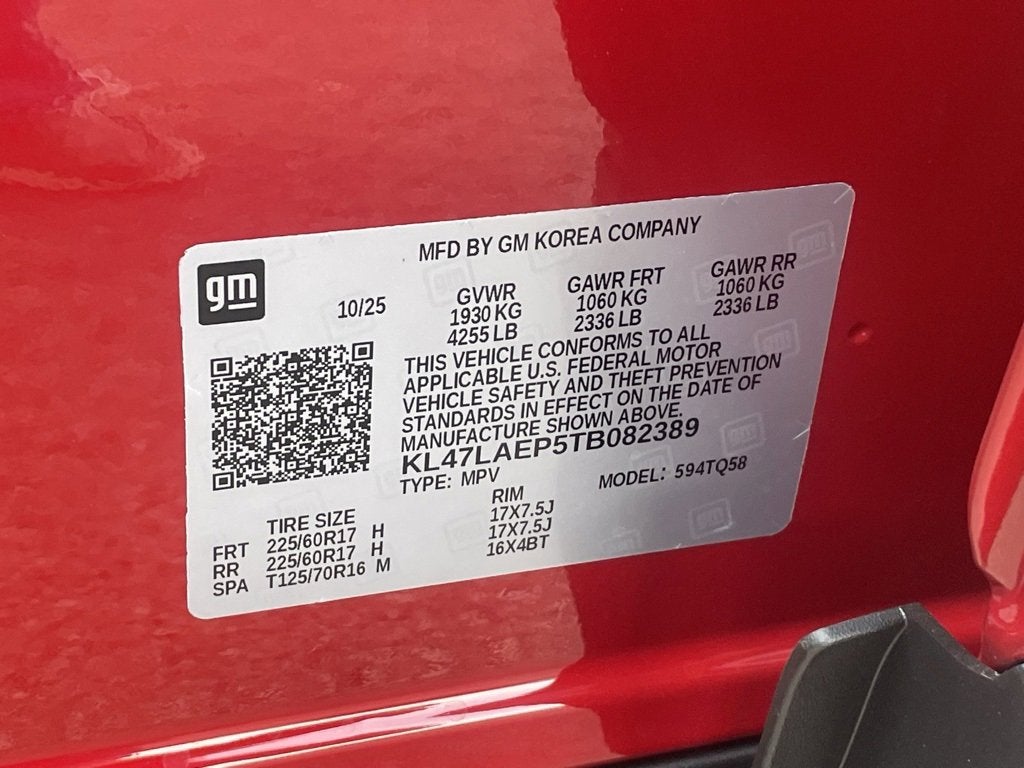 MFD BY GM KOREA COMPANY
gm
10/25
GVWR GAWR FRT GAWR RR
1930 KG 1060 KG 1060 KG
4255 LB 2336 LB 2336 LB
THIS VEHICLE CONFORMS TO ALL
APPLICABLE U.S. FEDERAL MOTOR
VEHICLE SAFETY AND THEFT PREVENTION
STANDARDS IN EFFECT ON THE DATE OF
MANUFACTURE SHOWN ABOVE.
KL47LAEP5TB082389
TYPE: MPV MODEL: 594TQ58
TIRE SIZE RIM
FRT 225/60R17 H 17X7.5J
RR 225/60R17 H 17X7.5J
SPA T125/70R16 M 16X4BT